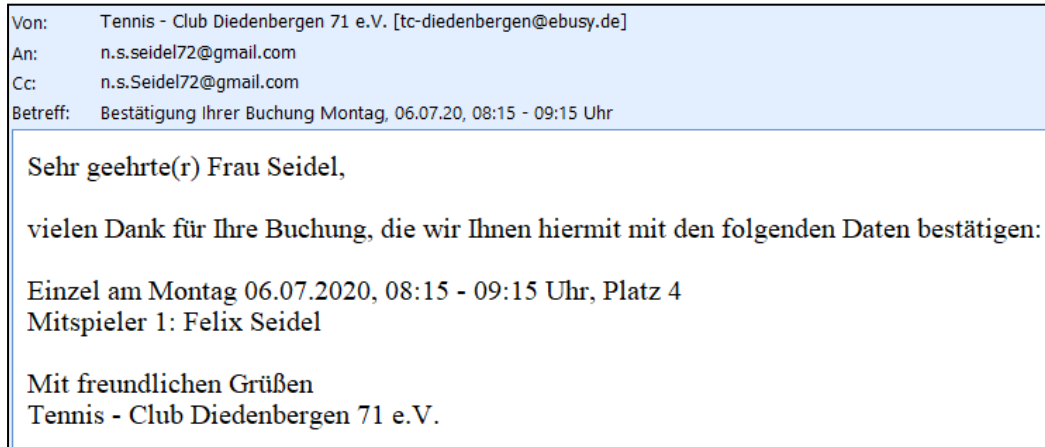 Von: Tennis - Club Diedenbergen 71 e.V. [tc-diedenbergen@ebusy.de]
An: n.s.seidel72@gmail.com
Cc: n.s.Seidel72@gmail.com
Betreff: Bestätigung Ihrer Buchung Montag, 06.07.20, 08:15 - 09:15 Uhr
Sehr geehrte(r) Frau Seidel,
vielen Dank für Ihre Buchung, die wir Ihnen hiermit mit den folgenden Daten bestätigen:
Einzel am Montag 06.07.2020, 08:15 - 09:15 Uhr, Platz 4
Mitspieler 1: Felix Seidel
Mit freundlichen Grüßen
Tennis - Club Diedenbergen 71 e.V.